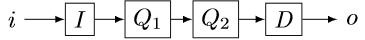 i I Q₁ Q₂ D o